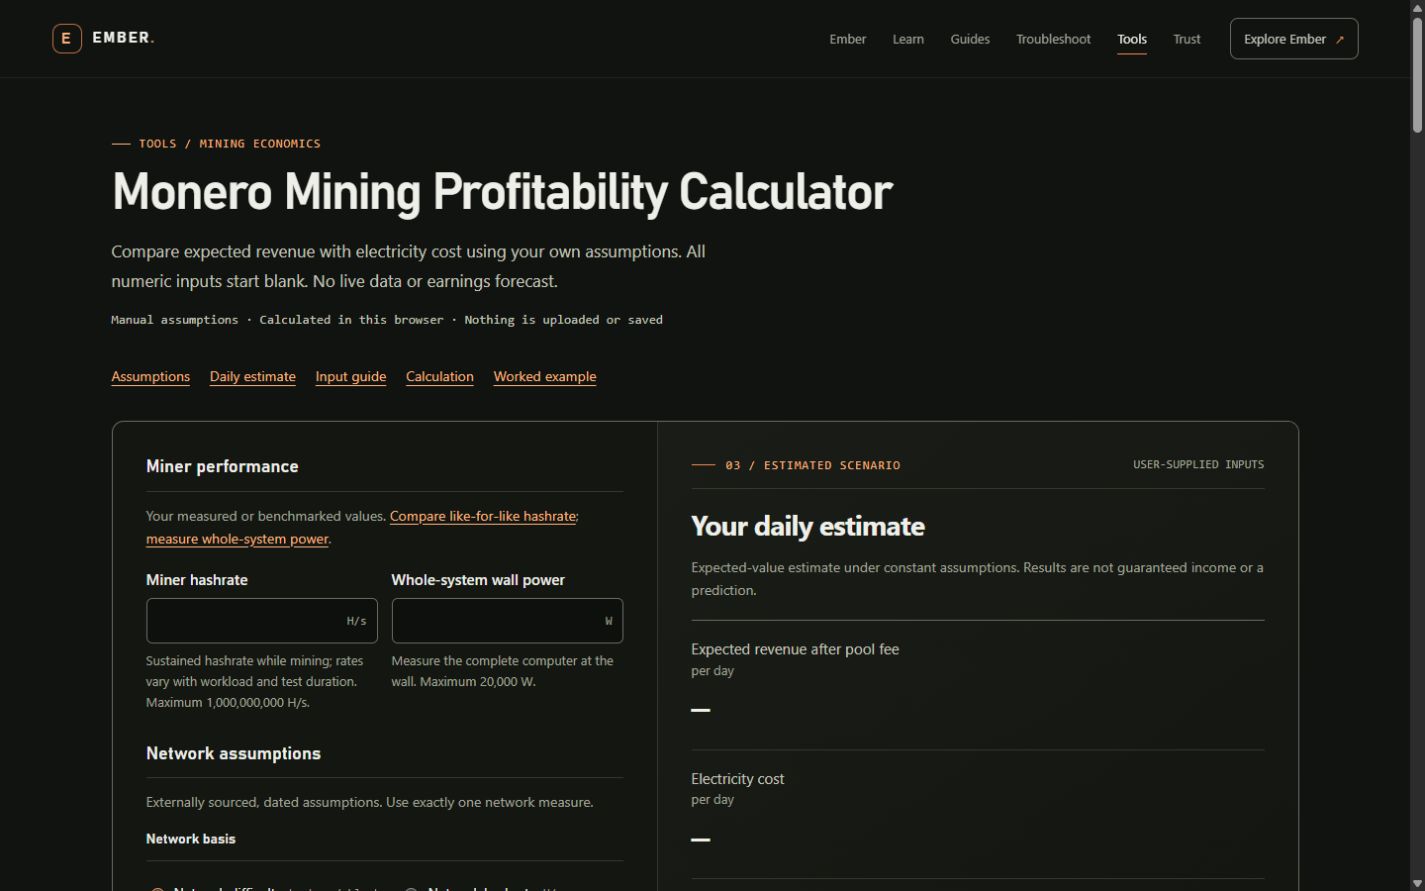 E EMBER.
Ember Learn Guides Troubleshoot Tools Trust Explore Ember ↗
TOOLS / MINING ECONOMICS
Monero Mining Profitability Calculator
Compare expected revenue with electricity cost using your own assumptions. All
numeric inputs start blank. No live data or earnings forecast.
Manual assumptions · Calculated in this browser · Nothing is uploaded or saved
Assumptions Daily estimate Input guide Calculation Worked example
Miner performance
Your measured or benchmarked values. Compare like-for-like hashrate;
measure whole-system power.
Miner hashrate
H/s
Sustained hashrate while mining; rates
vary with workload and test duration.
Maximum 1,000,000,000 H/s.
Whole-system wall power
W
Measure the complete computer at the
wall. Maximum 20,000 W.
Network assumptions
Externally sourced, dated assumptions. Use exactly one network measure.
Network basis
03 / ESTIMATED SCENARIO
USER-SUPPLIED INPUTS
Your daily estimate
Expected-value estimate under constant assumptions. Results are not guaranteed income or a
prediction.
Expected revenue after pool fee
per day
—
Electricity cost
per day
—